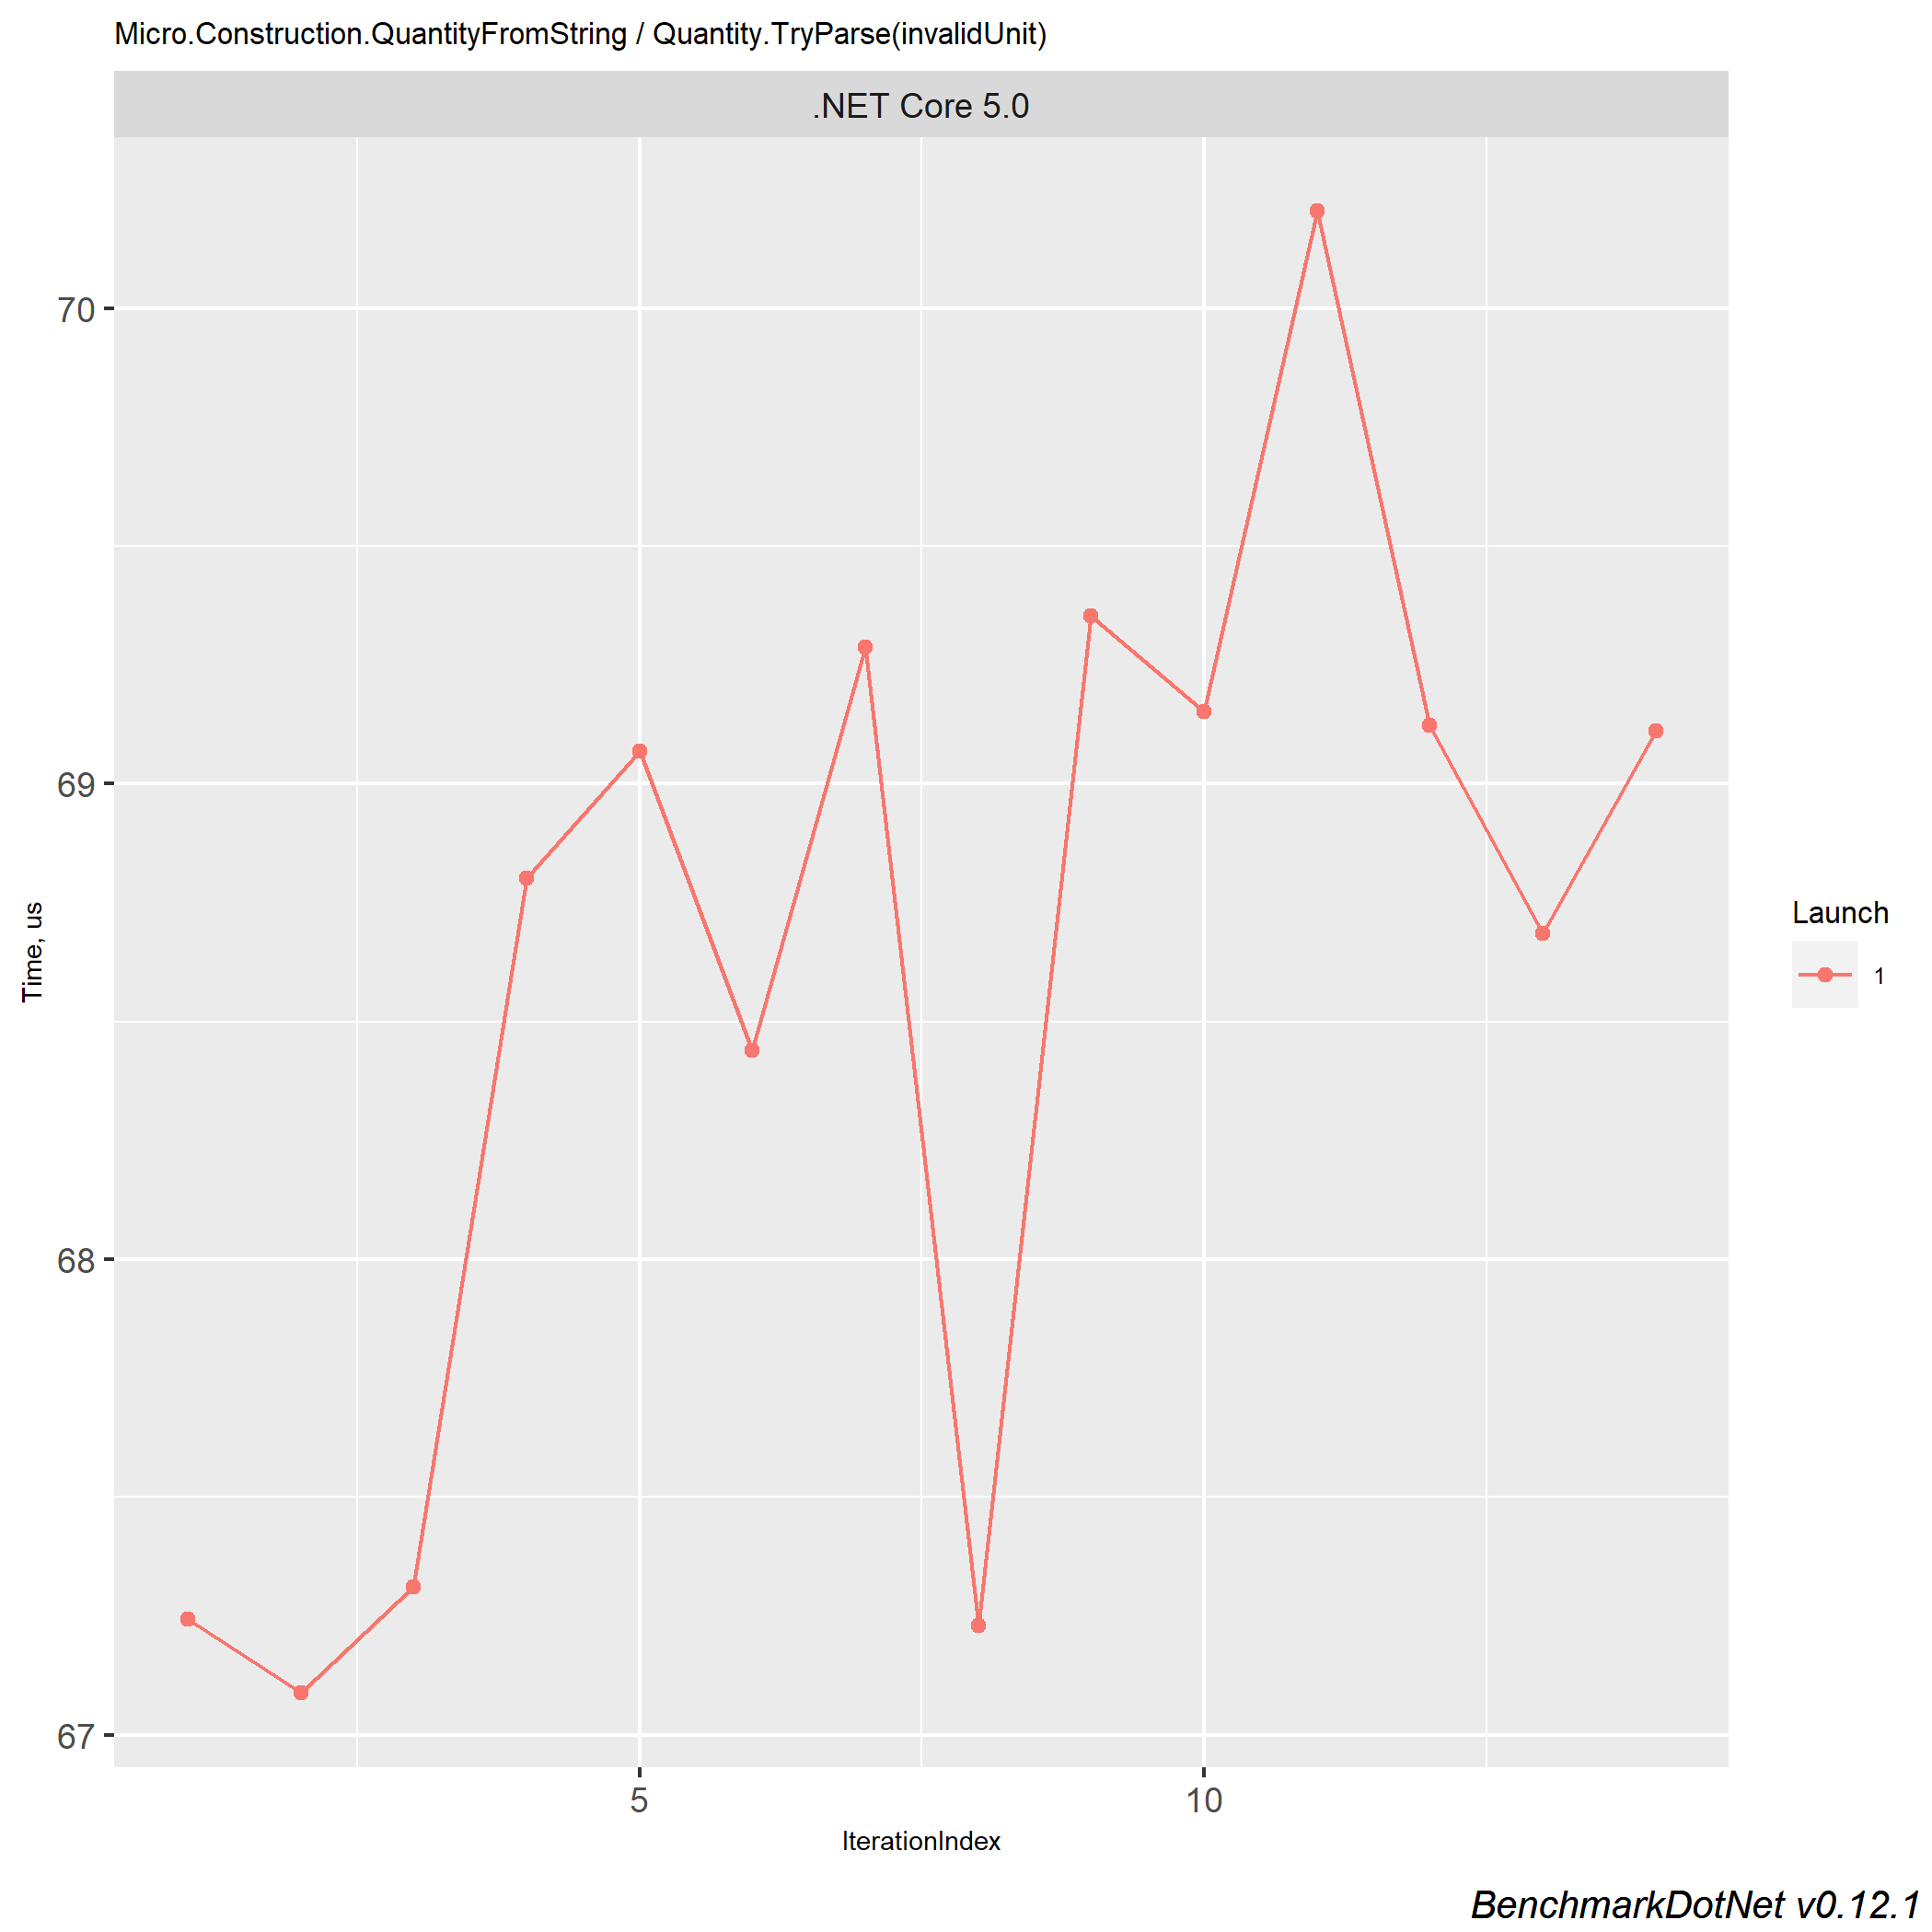 Micro.Construction.QuantityFromString / Quantity.TryParse(invalidUnit)
.NET Core 5.0
70
69
68
67
Time, us
5
10
IterationIndex
Launch
1
BenchmarkDotNet v0.12.1